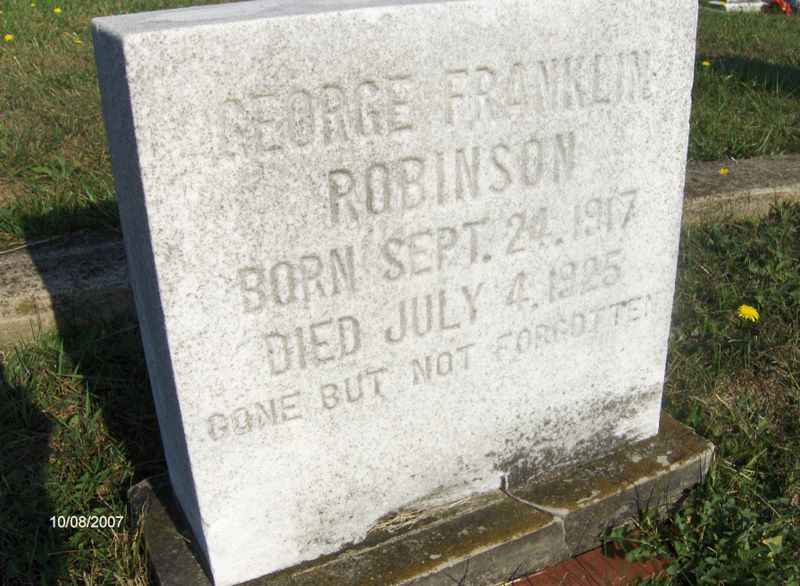 GEORGE FRANKLIN
ROBINSON
BORN SEPT. 24. 1917
DIED JULY 4. 1925
GONE BUT NOT FORGOTTEN
10/08/2007